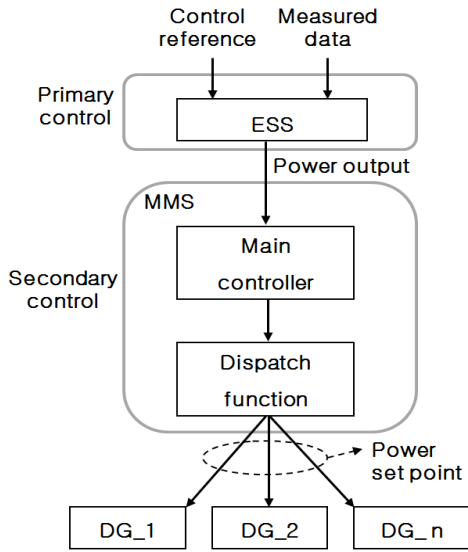 Control
reference
Measured
data
Primary
control
ESS
Power output
MMS
Main
controller
Secondary
control
Dispatch
function
Power
set point
DG_1
DG_2
DG_n